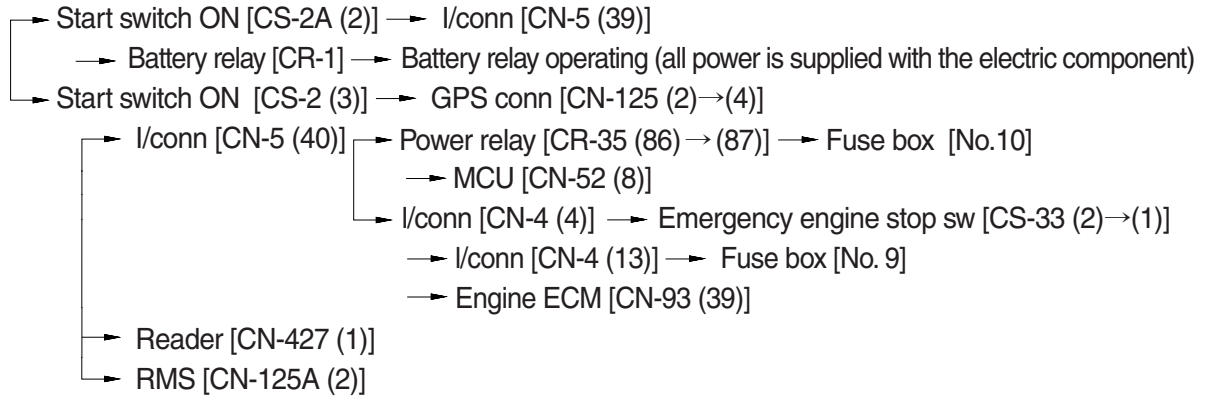 Start switch ON [CS-2A (2)] → I/conn [CN-5 (39)]
→ Battery relay [CR-1] → Battery relay operating (all power is supplied with the electric component)
Start switch ON [CS-2 (3)] → GPS conn [CN-125 (2)→(4)]
I/conn [CN-5 (40)] → Power relay [CR-35 (86)→(87)] → Fuse box [No.10]
→ MCU [CN-52 (8)]
I/conn [CN-4 (4)] → Emergency engine stop sw [CS-33 (2)→(1)]
→ I/conn [CN-4 (13)] → Fuse box [No. 9]
→ Engine ECM [CN-93 (39)]
Reader [CN-427 (1)]
RMS [CN-125A (2)]